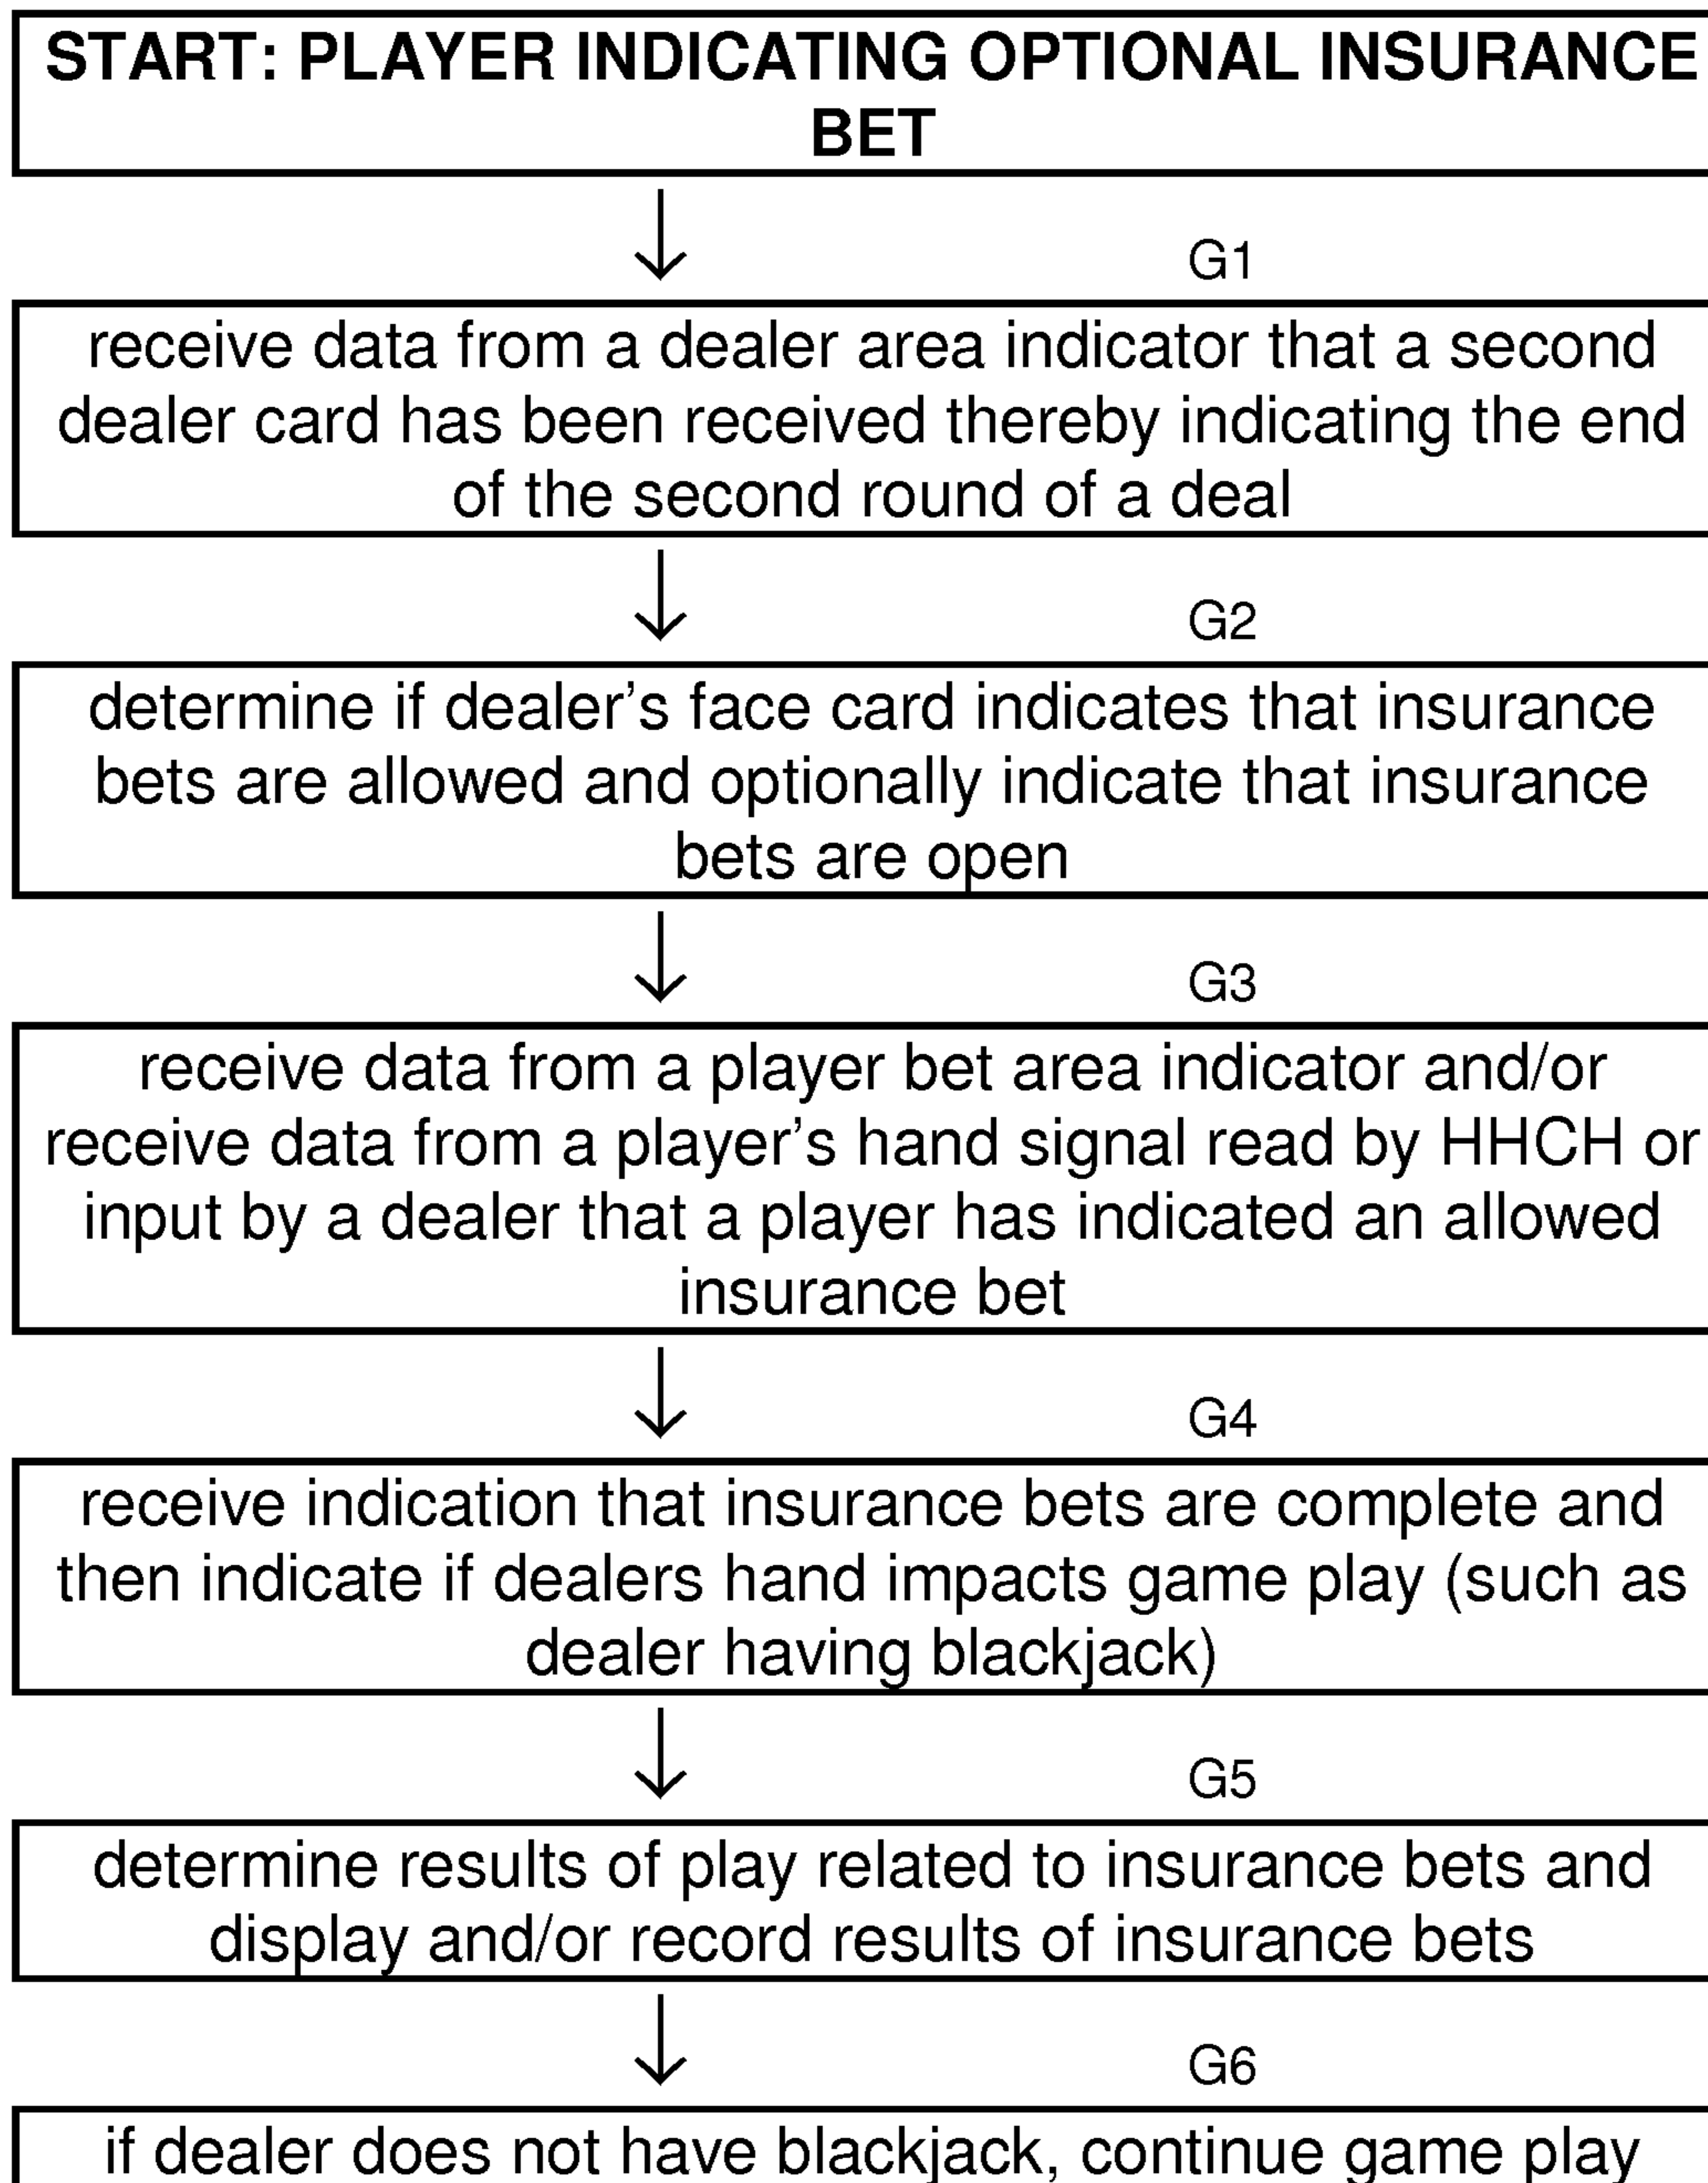 START: PLAYER INDICATING OPTIONAL INSURANCE
BET
G1
receive data from a dealer area indicator that a second
dealer card has been received thereby indicating the end
of the second round of a deal
G2
determine if dealer’s face card indicates that insurance
bets are allowed and optionally indicate that insurance
bets are open
G3
receive data from a player bet area indicator and/or
receive data from a player’s hand signal read by HHCH or
input by a dealer that a player has indicated an allowed
insurance bet
G4
receive indication that insurance bets are complete and
then indicate if dealers hand impacts game play (such as
dealer having blackjack)
G5
determine results of play related to insurance bets and
display and/or record results of insurance bets
G6
if dealer does not have blackjack, continue game play